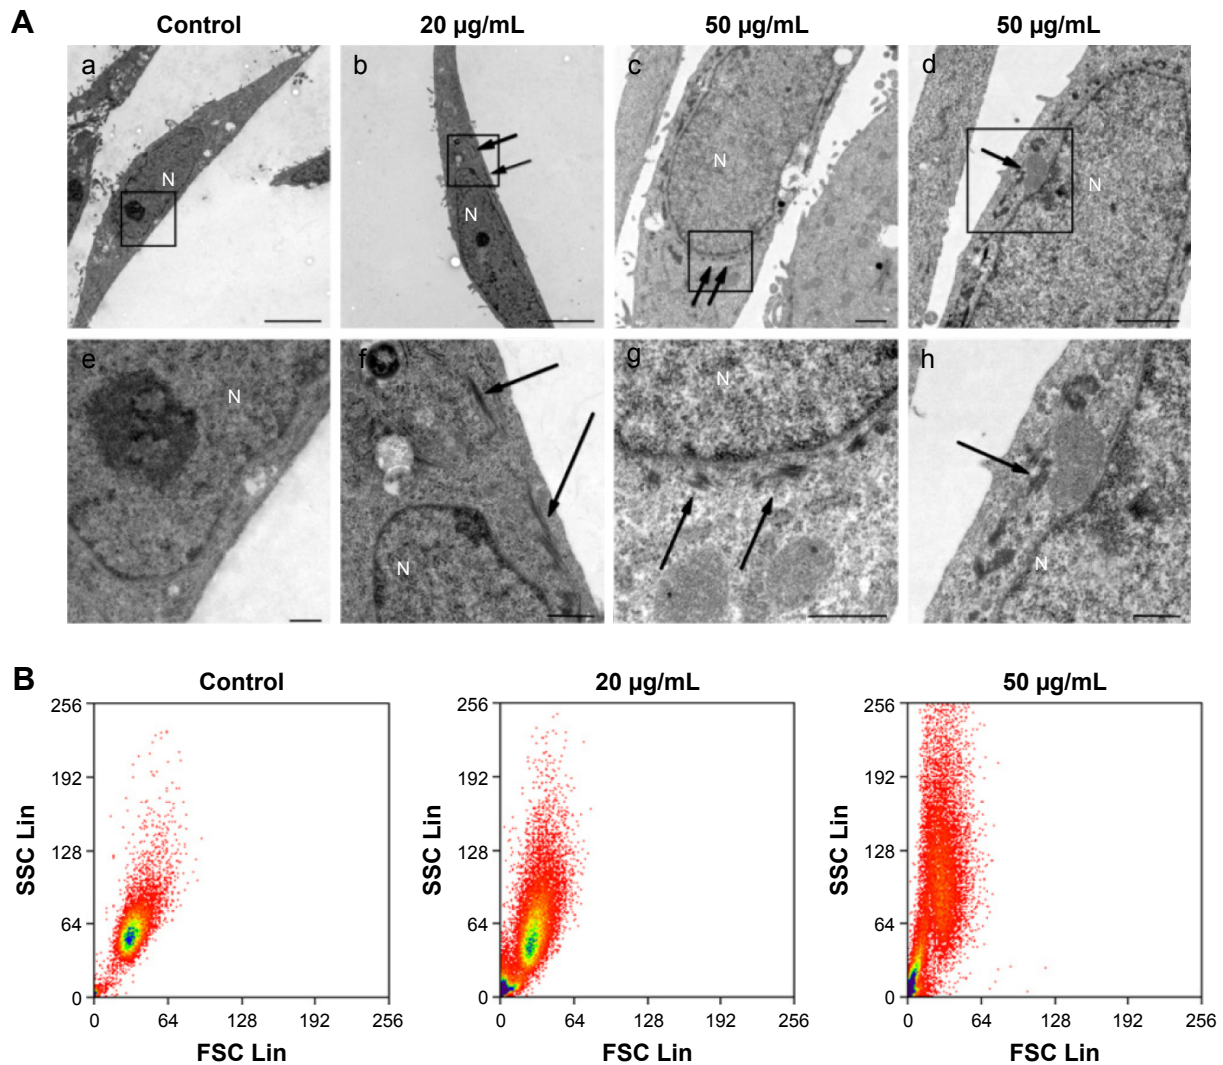 A
Control 20 µg/mL 50 µg/mL 50 µg/mL
a b c d
N N N N
e f g h
N N N N
B
Control 20 µg/mL 50 µg/mL
256 256 256
192 192 192
128 128 128
64 64 64
0 0 0
SSC Lin SSC Lin SSC Lin
0 64 128 192 256 0 64 128 192 256 0 64 128 192 256
FSC Lin FSC Lin FSC Lin